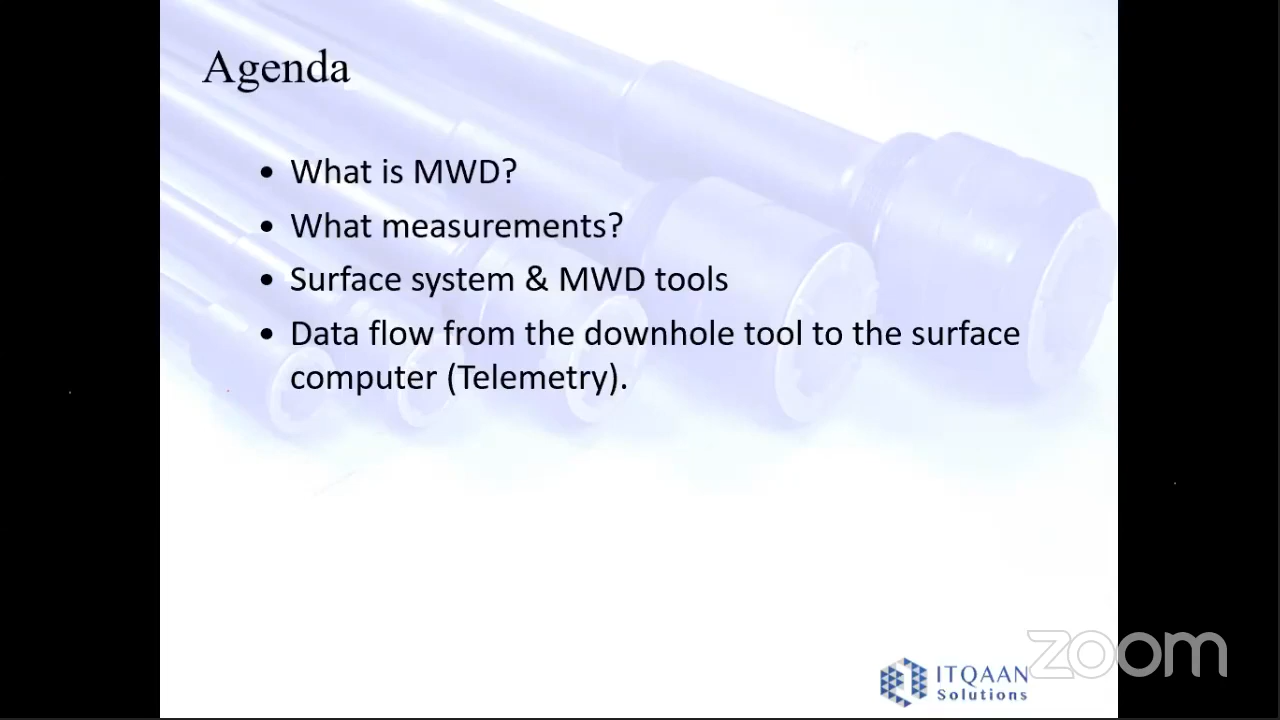 Agenda
• What is MWD?
• What measurements?
• Surface system & MWD tools
• Data flow from the downhole tool to the surface
computer (Telemetry).
zoom
ITQAAN
Solutions